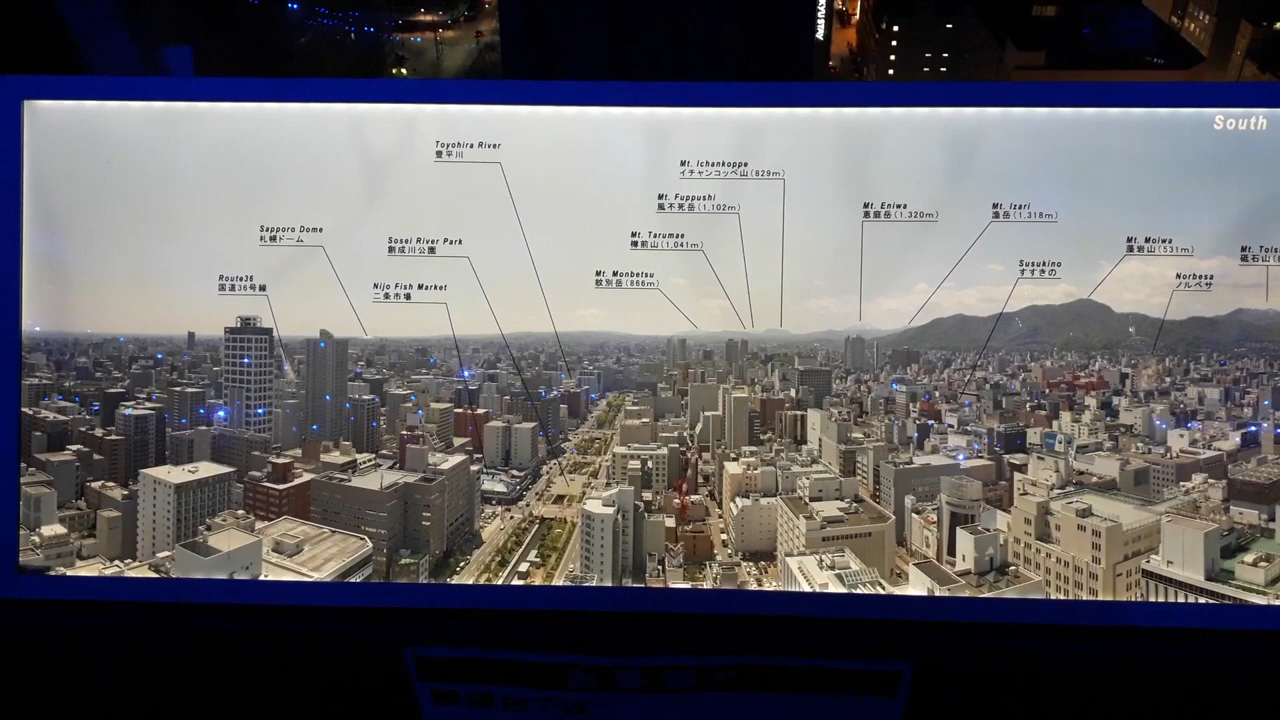 South
Toyohira River
豊平川
Mt. Ichankoppe
イチャンコッペ山(829m)
Mt. Fuppushi
風不死岳(1,102m)
Mt. Eniwa
恵庭岳(1,320m)
Mt. Izari
漁岳(1,318m)
Sapporo Dome
札幌ドーム
Sosei River Park
創成川公園
Mt. Tarumae
樽前山(1,041m)
Mt. Moiwa
藻岩山(531m)
砥石山
Susukino
すすきの
Mt. Monbetsu
紋別岳(866m)
Route36
国道36号線
Nijo Fish Market
二条市場
Norbesa
ノルベサ